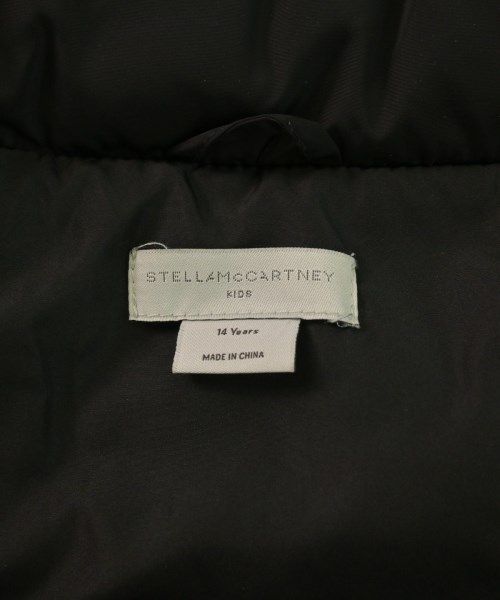 STELLAMcCARTNEY
KIDS
14 Years
MADE IN CHINA